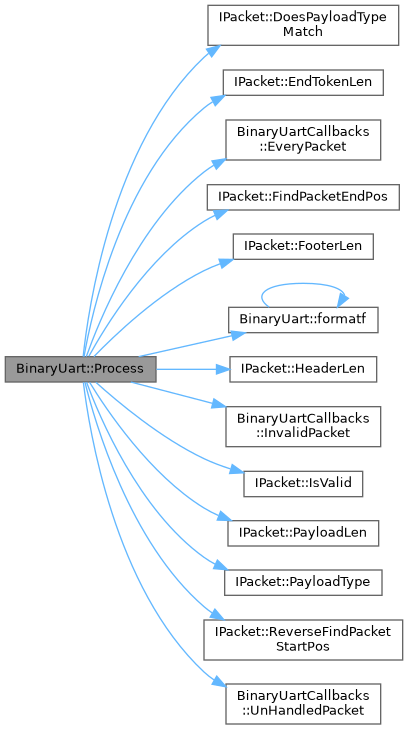 IPacket::DoesPayloadType
Match
IPacket::EndTokenLen
BinaryUartCallbacks
::EveryPacket
IPacket::FindPacketEndPos
IPacket::FooterLen
BinaryUart::formatf
BinaryUart::Process
IPacket::HeaderLen
BinaryUartCallbacks
::InvalidPacket
IPacket::IsValid
IPacket::PayloadLen
IPacket::PayloadType
IPacket::ReverseFindPacket
StartPos
BinaryUartCallbacks
::UnHandledPacket